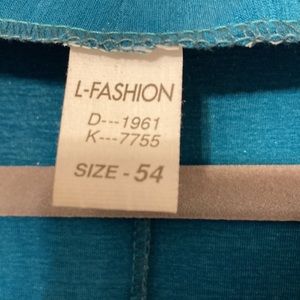 L-FASHION
D---1961
K---7755
SIZE - 54